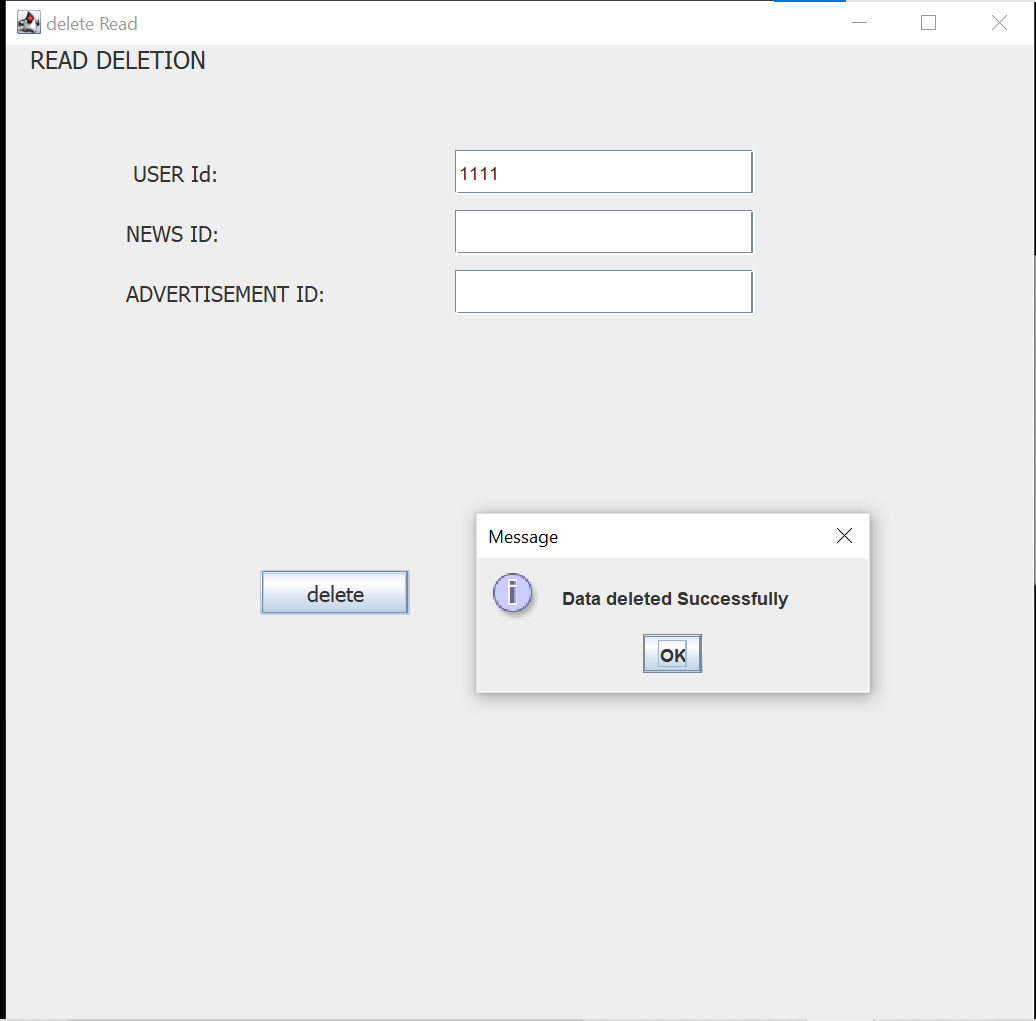 delete Read
READ DELETION
USER Id:
1111
NEWS ID:
ADVERTISEMENT ID:
Message
delete
Data deleted Successfully
OK